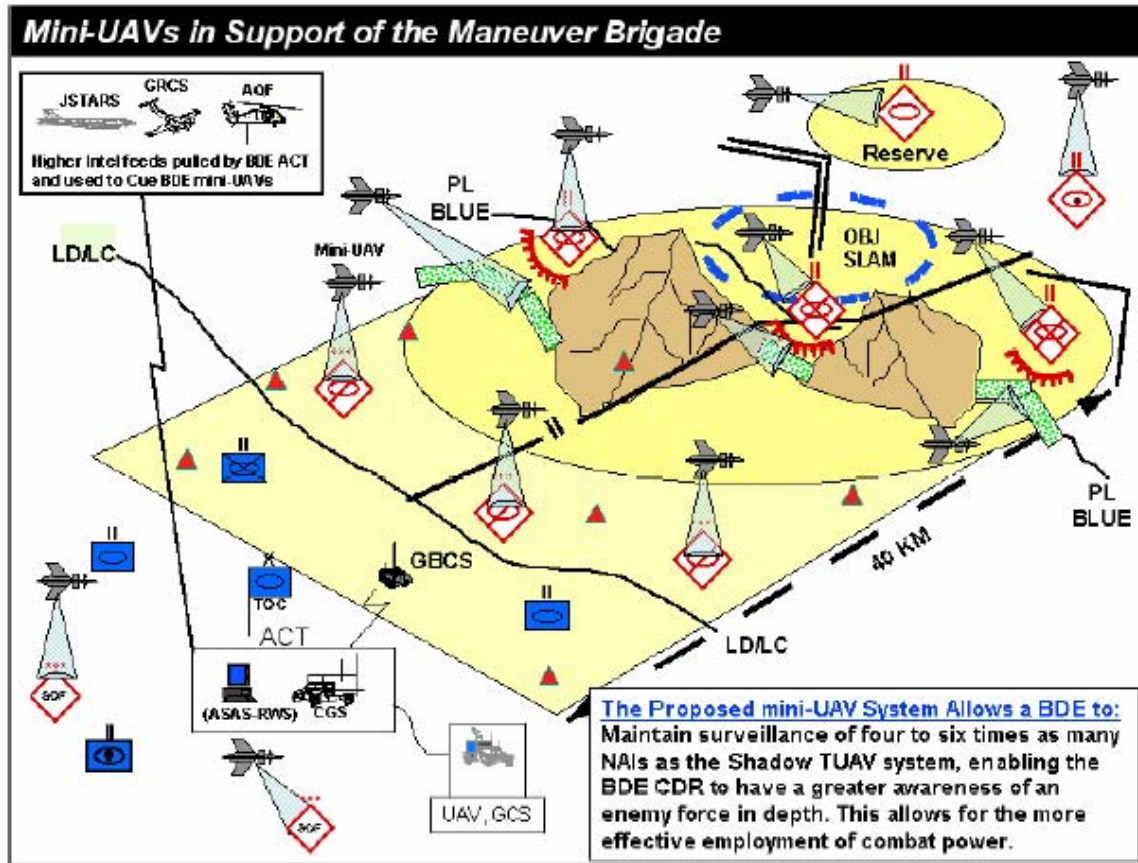 Mini-UAVs in Support of the Maneuver Brigade
JSTARS
GRCS
AQF
Higher Intel feeds pulled by BDE ACT
and used to Cue BDE mini-UAVs
Reserve
PL
BLUE
OBJ
SLAM
LD/LC
Mini-UAV
PL
BLUE
40 KM
GBCS
TOC
ACT
LD/LC
(ASAS-RWS)
CGS
SOF
SOF
UAV, GCS
The Proposed mini-UAV System Allows a BDE to:
Maintain surveillance of four to six times as many
NAIs as the Shadow TUAV system, enabling the
BDE CDR to have a greater awareness of an
enemy force in depth. This allows for the more
effective employment of combat power.